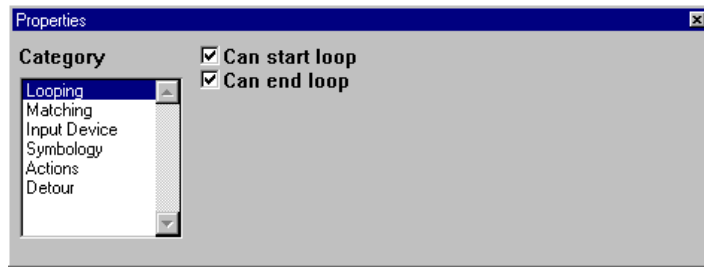 Properties
Category
Looping
Matching
Input Device
Symbology
Actions
Detour
Can start loop
Can end loop